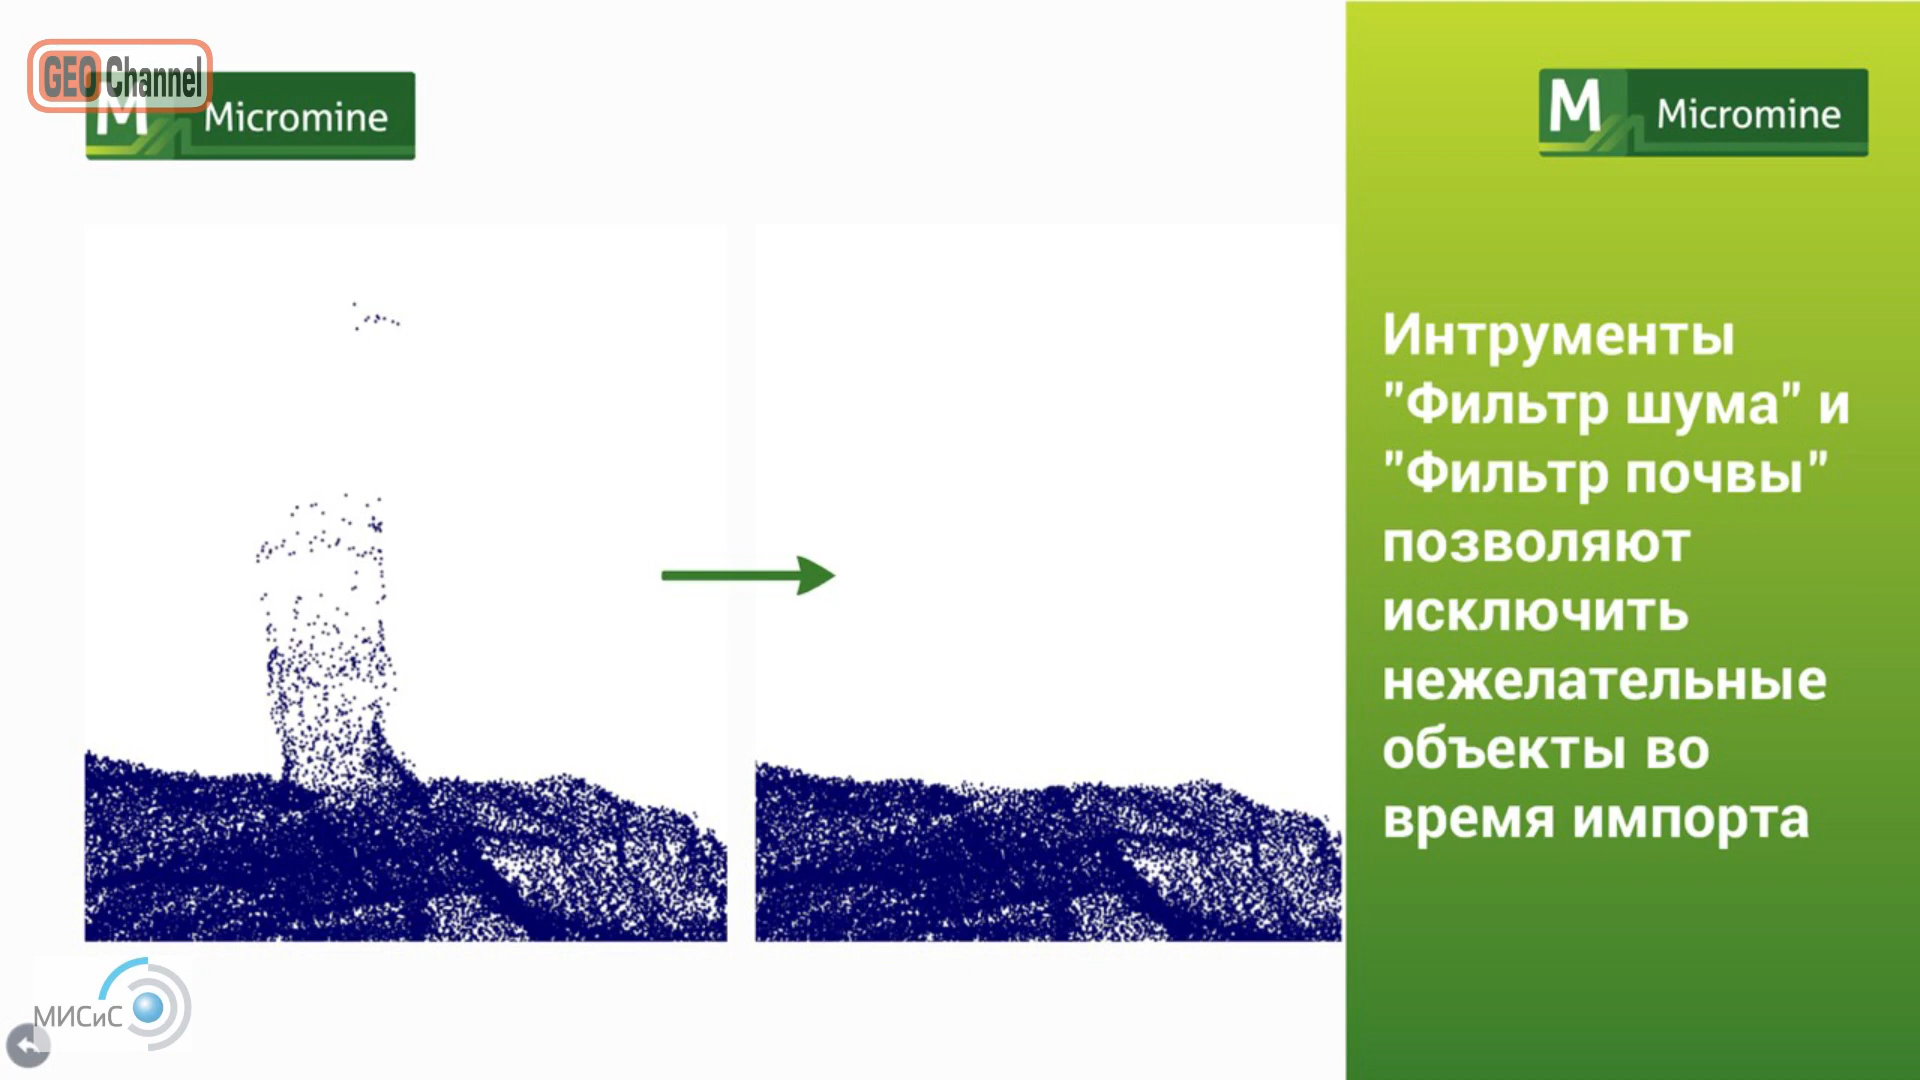 GEO Channel
M Micromine
M Micromine
Интрументы
"Фильтр шума" и
"Фильтр почвы"
позволяют
исключить
нежелательные
объекты во
время импорта
МИСиС